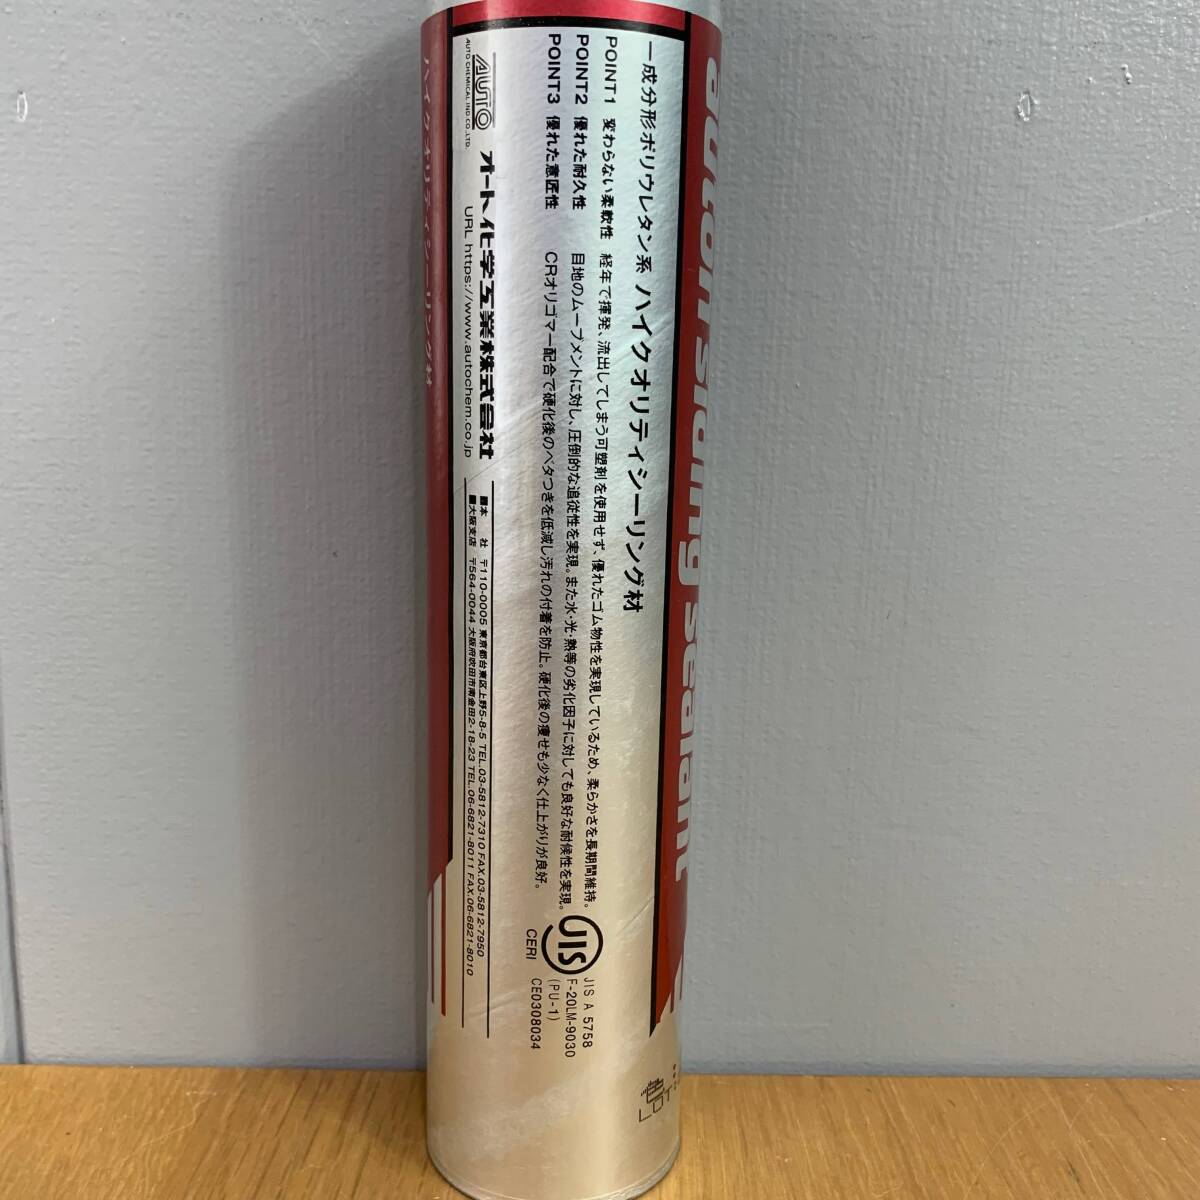 auton siding sealant
一成分形ポリウレタン系 ハイクオリティシーリング材
POINT1 変わらない柔軟性 経年で揮発、流出してしまう可塑剤を使用せず、優れたゴム物性を実現しているため、柔らかさを長期間維持。
POINT2 優れた耐久性 目地のムーブメントに対し、圧倒的な追従性を実現。また水・光・熱等の劣化因子に対しても良好な耐候性を実現。
POINT3 優れた意匠性 CRオリゴマー配合で硬化後のベタつきを低減し汚れの付着を防止。硬化後の痩せも少なく仕上がりが良好。
JIS
CERI
JIS A 5758
F-20LM-9030
(PU-1)
CE0308034
AUTO
AUTO CHEMICAL IND.CO.,LTD.
オート化学工業株式会社
URL https://www.autochem.co.jp
■本 社 〒110-0005 東京都台東区上野5-8-5 TEL.03-5812-7310 FAX.03-5812-7950
■大阪支店 〒564-0044 大阪府吹田市南金田2-18-23 TEL.06-6821-8011 FAX.06-6821-8010
ハイクオリティシーリング材
LOT